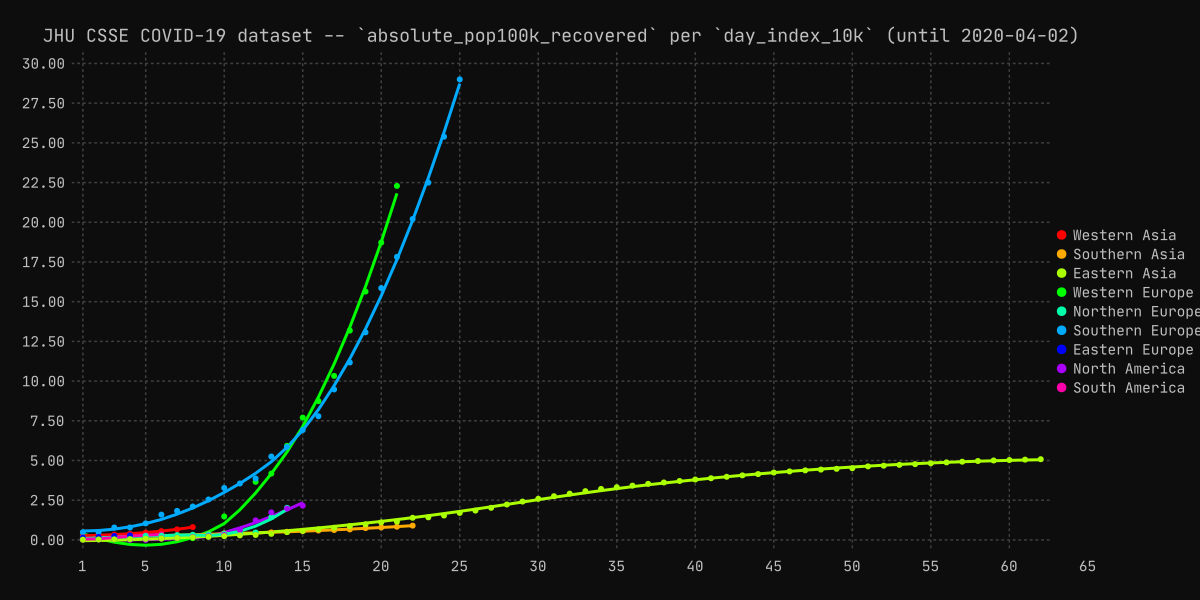 JHU CSSE COVID-19 dataset -- `absolute_pop100k_recovered` per `day_index_10k` (until 2020-04-02)
30.00
27.50
25.00
22.50
20.00
17.50
15.00
12.50
10.00
7.50
5.00
2.50
0.00
1 5 10 15 20 25 30 35 40 45 50 55 60 65
Western Asia
Southern Asia
Eastern Asia
Western Europe
Northern Europe
Southern Europe
Eastern Europe
North America
South America